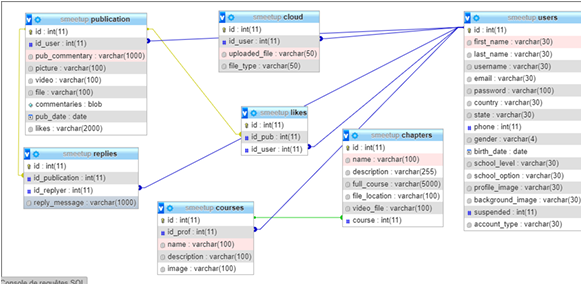 smeetup publication
id : int(11)
id_user : int(11)
pub_commentary : varchar(1000)
picture : varchar(100)
video : varchar(100)
file : varchar(100)
commentaries : blob
pub_date : date
likes : varchar(2000)
smeetup replies
id : int(11)
id_publication : int(11)
id_replyer : int(11)
reply_message : varchar(1000)
smeetup cloud
id : int(11)
id_user : int(11)
uploaded_file : varchar(50)
file_type : varchar(50)
smeetup likes
id : int(11)
id_pub : int(11)
id_user : int(11)
smeetup courses
id : int(11)
id_prof : int(11)
name : varchar(100)
description : varchar(100)
image : varchar(100)
smeetup chapters
id : int(11)
name : varchar(100)
description : varchar(255)
full_course : varchar(5000)
file_location : varchar(100)
video_file : varchar(100)
course : int(11)
smeetup users
id : int(11)
first_name : varchar(30)
last_name : varchar(30)
username : varchar(30)
email : varchar(30)
password : varchar(100)
country : varchar(30)
state : varchar(30)
phone : int(11)
gender : varchar(4)
birth_date : date
school_level : varchar(30)
school_option : varchar(30)
profile_image : varchar(30)
background_image : varchar(30)
suspended : int(11)
account_type : varchar(30)
Console de requêtes SQL